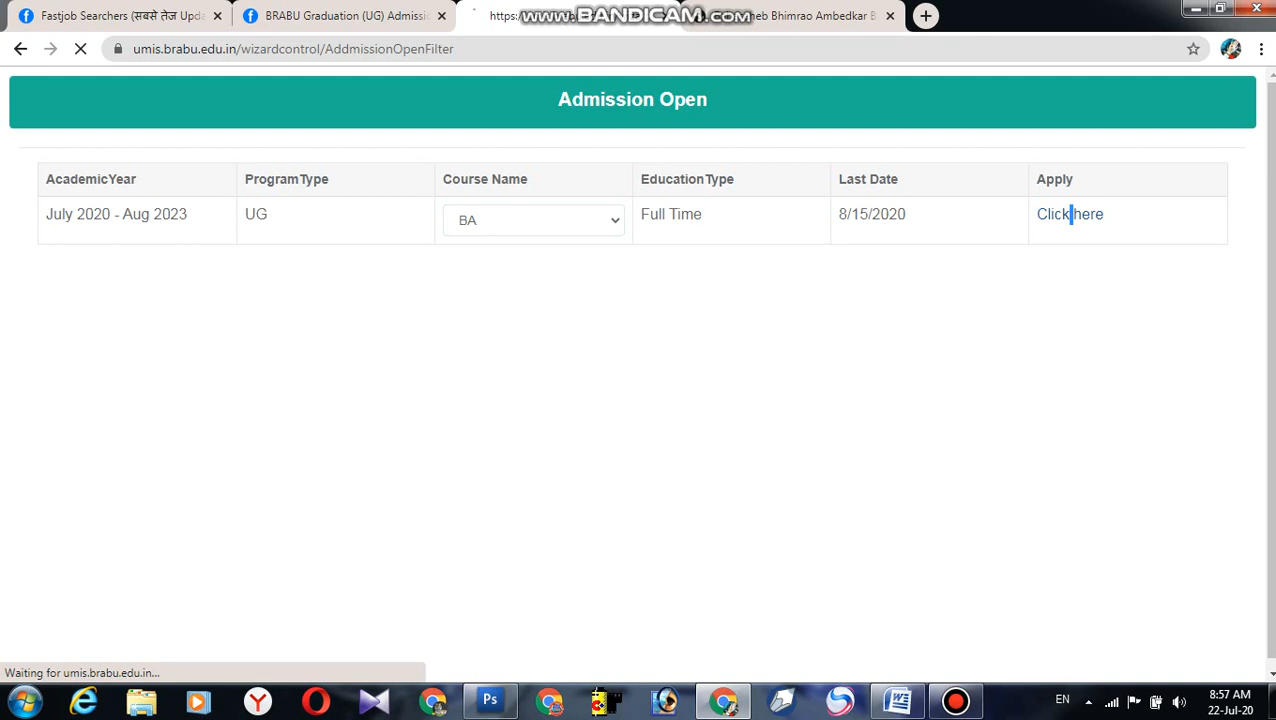 Fastjob Searchers (सबसे तेज Upda
BRABU Graduation (UG) Admissi
https:
www.BANDICAM.com
eb Bhimrao Ambedkar B
umis.brabu.edu.in/wizardcontrol/AddmissionOpenFilter
Admission Open
AcademicYear ProgramType Course Name EducationType Last Date Apply
July 2020 - Aug 2023 UG BA Full Time 8/15/2020 Click here
Waiting for umis.brabu.edu.in...
EN
8:57 AM
22-Jul-20